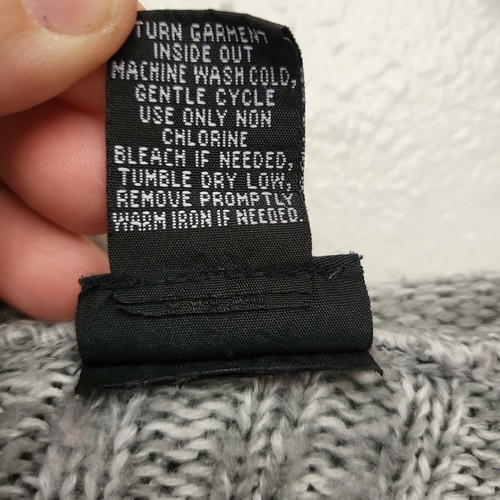 TURN GARMENT
INSIDE OUT
MACHINE WASH COLD,
GENTLE CYCLE
USE ONLY NON
CHLORINE
BLEACH IF NEEDED,
TUMBLE DRY LOW,
REMOVE PROMPTLY
WARM IRON IF NEEDED.